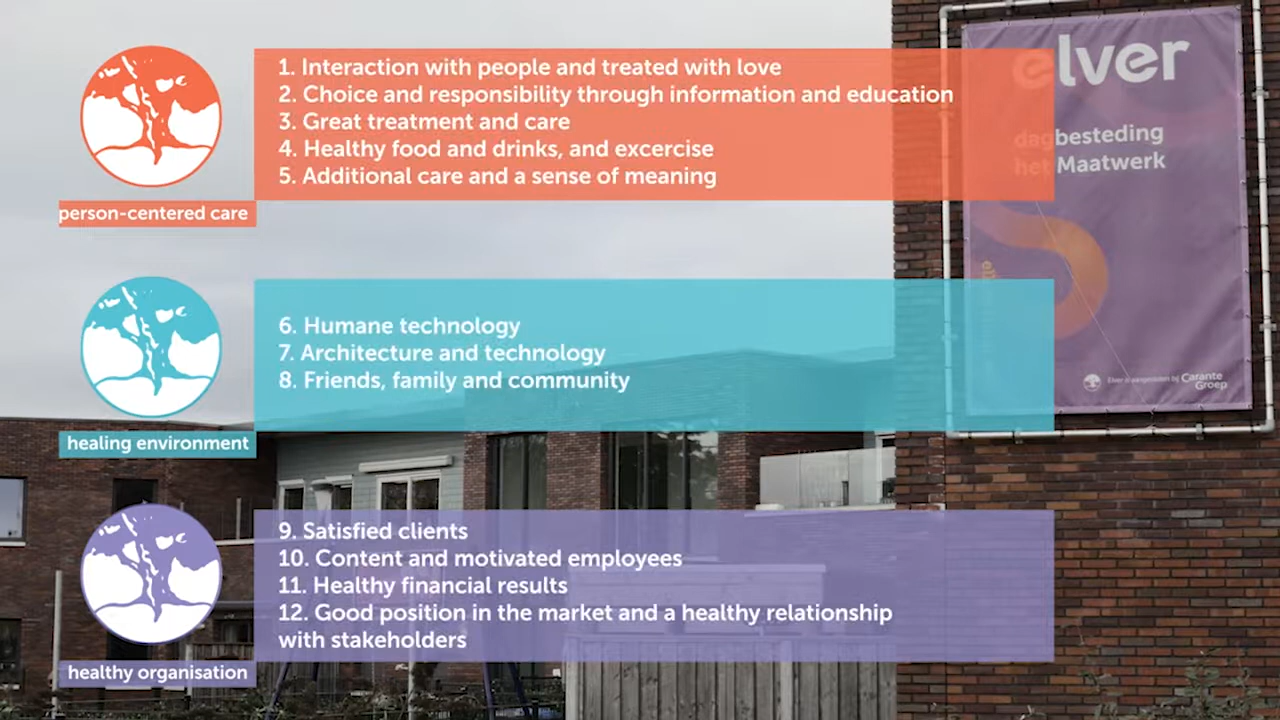 1. Interaction with people and treated with love
2. Choice and responsibility through information and education
3. Great treatment and care
4. Healthy food and drinks, and excercise
5. Additional care and a sense of meaning
person-centered care
6. Humane technology
7. Architecture and technology
8. Friends, family and community
healing environment
9. Satisfied clients
10. Content and motivated employees
11. Healthy financial results
12. Good position in the market and a healthy relationship
with stakeholders
healthy organisation
elver
dagbesteding
het Maatwerk
Elver is aangesloten bij Carante
Groep